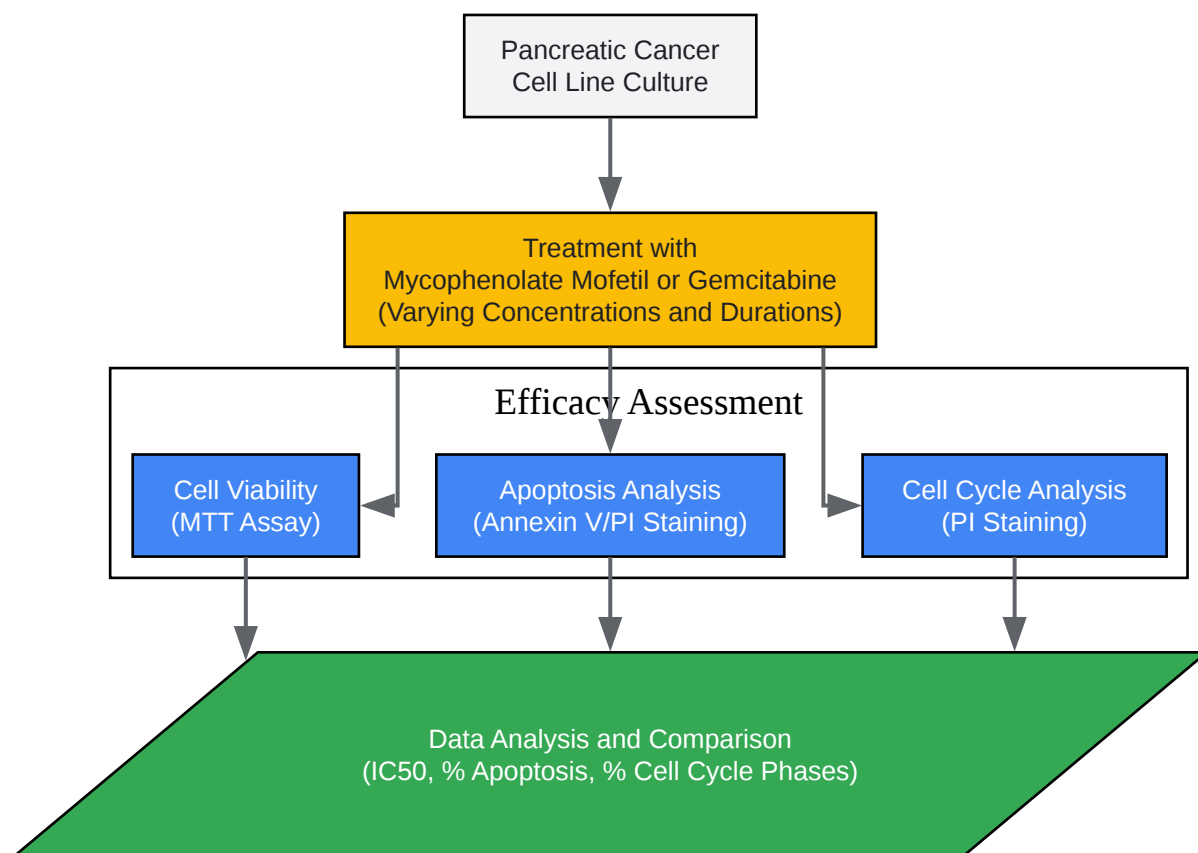 Pancreatic Cancer
Cell Line Culture
Treatment with
Mycophenolate Mofetil or Gemcitabine
(Varying Concentrations and Durations)
Efficacy Assessment
Cell Viability
(MTT Assay)
Apoptosis Analysis
(Annexin V/PI Staining)
Cell Cycle Analysis
(PI Staining)
Data Analysis and Comparison
(IC50, % Apoptosis, % Cell Cycle Phases)